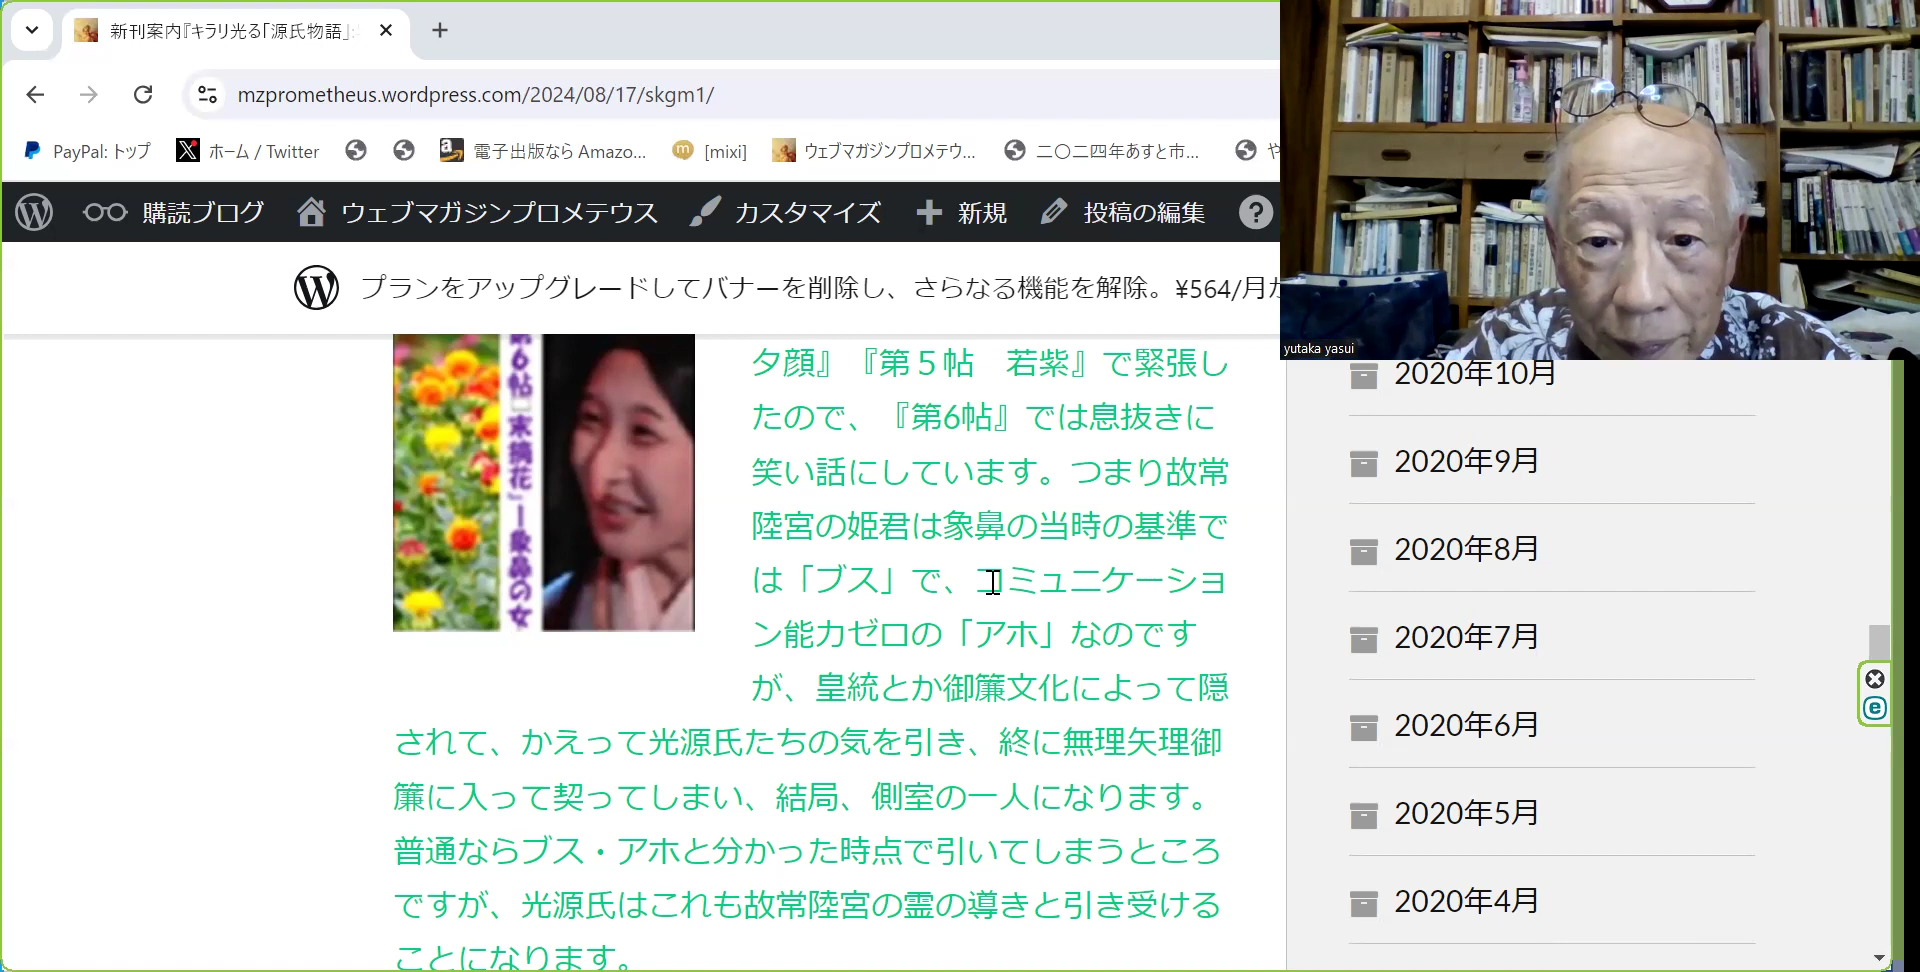 新刊案内『キラリ光る「源氏物語」
mzprometheus.wordpress.com/2024/08/17/skgm1/
PayPal: トップ
ホーム / Twitter
電子出版なら Amazo...
[mixi]
ウェブマガジンプロメテウ...
二〇二四年あすと市...
や
購読ブログ
ウェブマガジンプロメテウス
カスタマイズ
新規
投稿の編集
プランをアップグレードしてバナーを削除し、さらなる機能を解除。¥564/月か
yutaka yasui
第6帖「末摘花」ー象鼻の女
夕顔』『第５帖　若紫』で緊張し
たので、『第6帖』では息抜きに
笑い話にしています。つまり故常
陸宮の姫君は象鼻の当時の基準で
は「ブス」で、コミュニケーショ
ン能力ゼロの「アホ」なのです
が、皇統とか御簾文化によって隠
されて、かえって光源氏たちの気を引き、終に無理矢理御
簾に入って契ってしまい、結局、側室の一人になります。
普通ならブス・アホと分かった時点で引いてしまうところ
ですが、光源氏はこれも故常陸宮の霊の導きと引き受ける
ことになります。
2020年10月
2020年9月
2020年8月
2020年7月
2020年6月
2020年5月
2020年4月